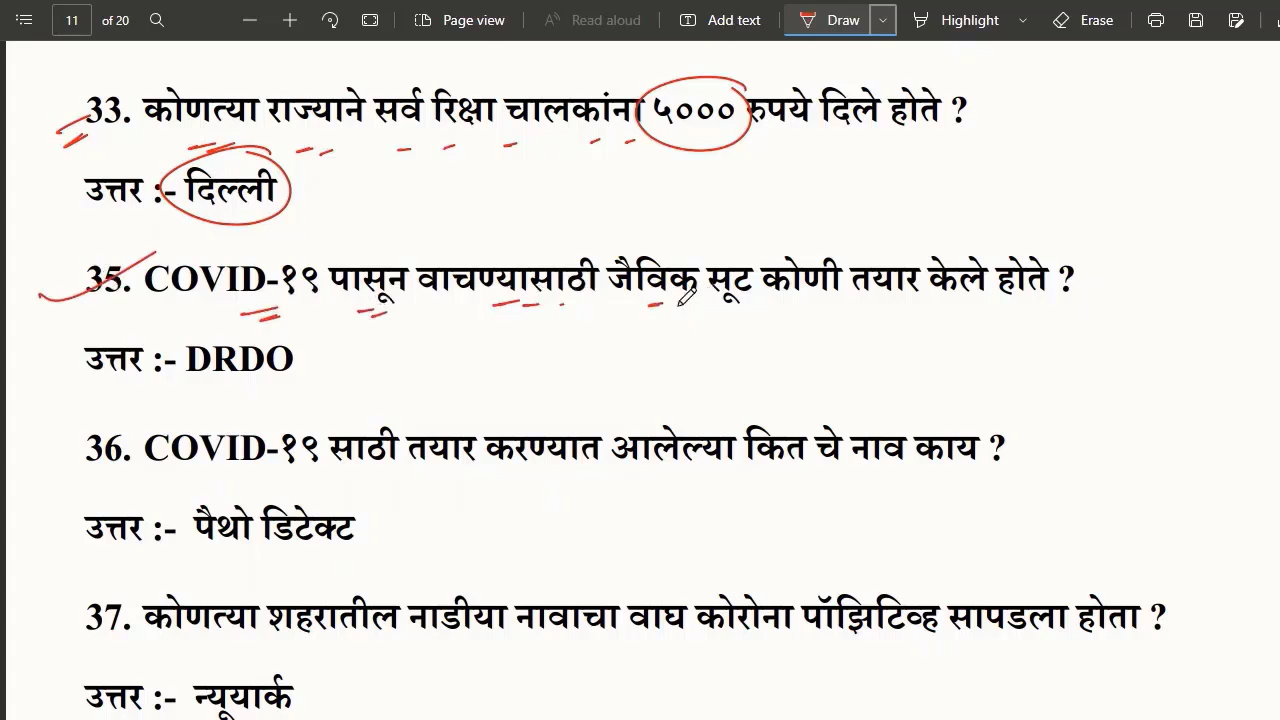 11 of 20 Page view Read aloud Add text Draw Highlight Erase
33. कोणत्या राज्याने सर्व रिक्षा चालकांना ५००० रुपये दिले होते ?
उत्तर :- दिल्ली
35. COVID-१९ पासून वाचण्यासाठी जैविक सूट कोणी तयार केले होते ?
उत्तर :- DRDO
36. COVID-१९ साठी तयार करण्यात आलेल्या कित चे नाव काय ?
उत्तर :- पैथो डिटेक्ट
37. कोणत्या शहरातील नाडीया नावाचा वाघ कोरोना पॉझिटिव्ह सापडला होता ?
उत्तर :- न्यूयार्क